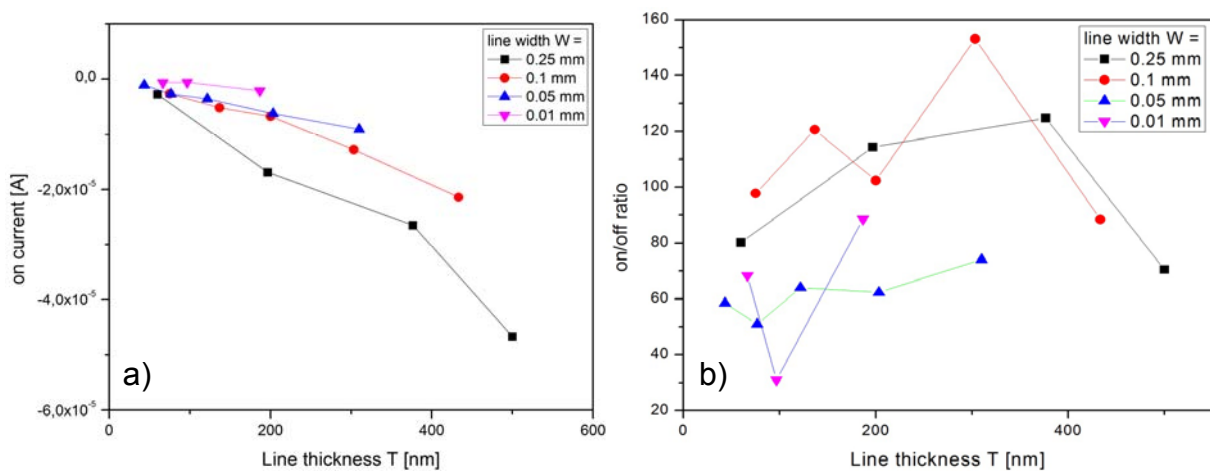 line width W =
0.25 mm
0.1 mm
0.05 mm
0.01 mm
0,0
-2,0x10⁻⁵
-4,0x10⁻⁵
-6,0x10⁻⁵
on current [A]
a)
0
200
400
600
Line thickness T [nm]
line width W =
0.25 mm
0.1 mm
0.05 mm
0.01 mm
160
140
120
100
80
60
40
20
on/off ratio
b)
0
200
400
Line thickness T [nm]